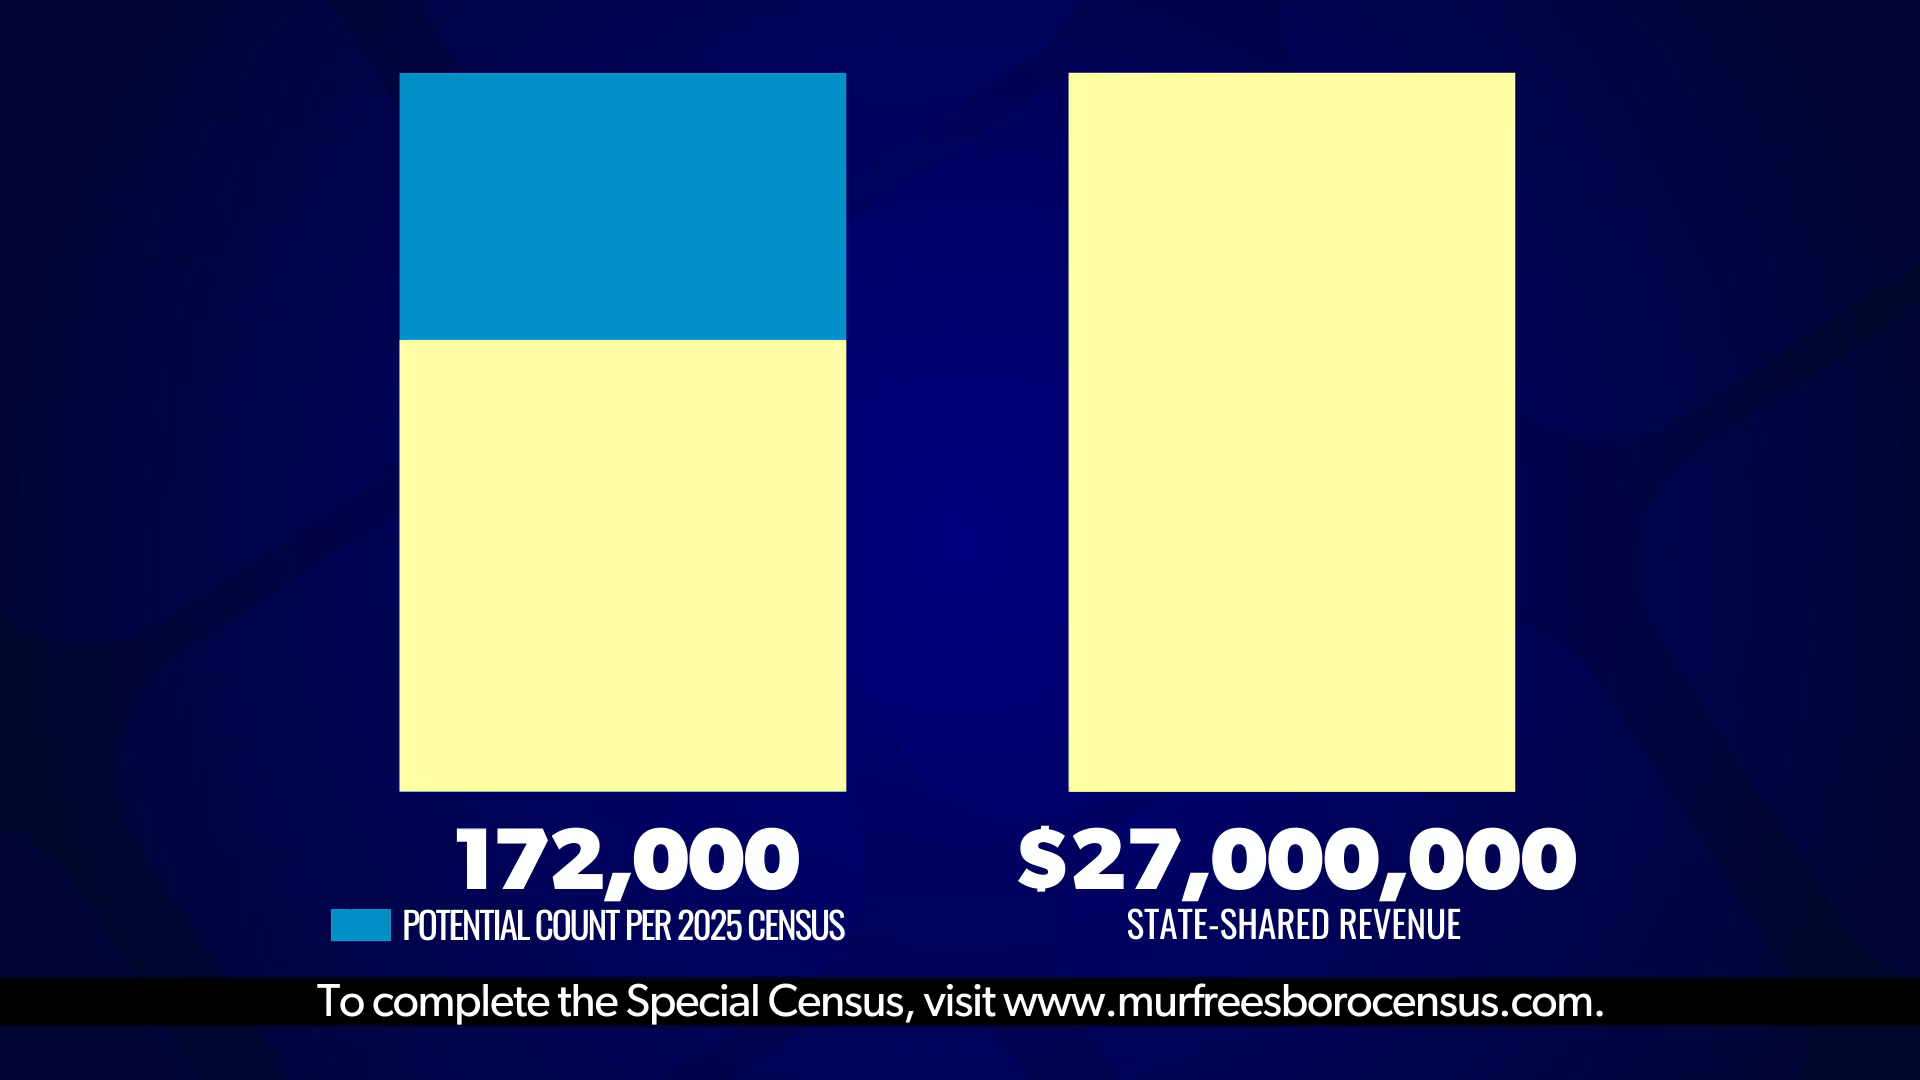 172,000
POTENTIAL COUNT PER 2025 CENSUS
$27,000,000
STATE-SHARED REVENUE
To complete the Special Census, visit www.murfreesborocensus.com.